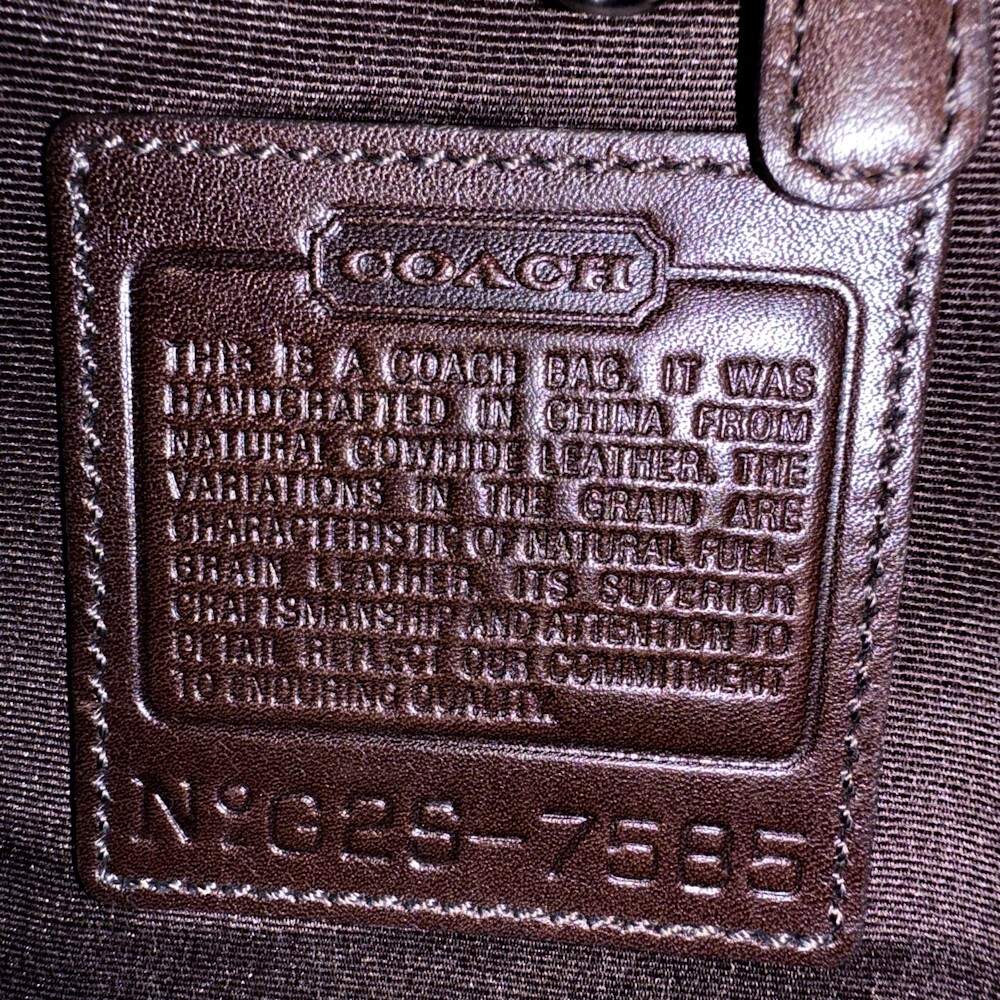 COACH
THIS IS A COACH BAG. IT WAS
HANDCRAFTED IN CHINA FROM
NATURAL COWHIDE LEATHER. THE
VARIATIONS IN THE GRAIN ARE
CHARACTERISTIC OF NATURAL FULL-
GRAIN LEATHER. ITS SUPERIOR
CRAFTSMANSHIP AND ATTENTION TO
DETAIL REFLECT OUR COMMITMENT
TO ENDURING QUALITY.
Nº G2S-7585